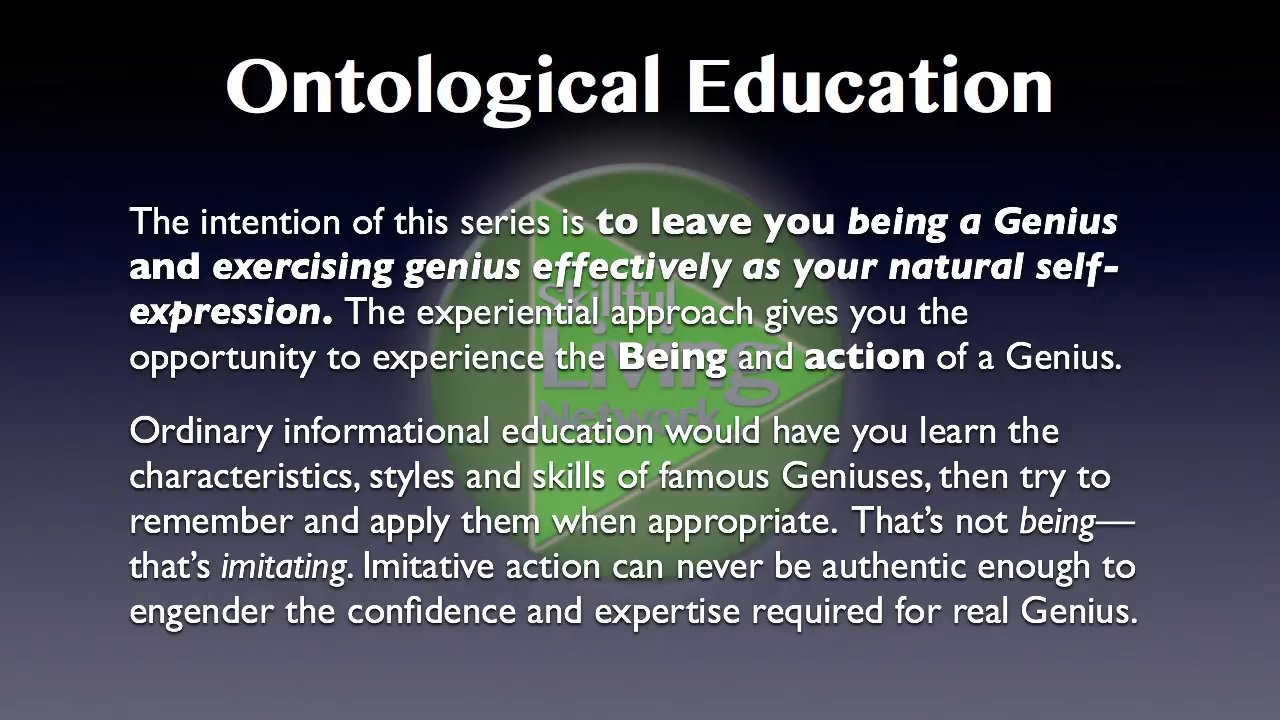 Ontological Education
The intention of this series is to leave you being a Genius
and exercising genius effectively as your natural self-
expression. The experiential approach gives you the
opportunity to experience the Being and action of a Genius.
Ordinary informational education would have you learn the
characteristics, styles and skills of famous Geniuses, then try to
remember and apply them when appropriate. That's not being—
that's imitating. Imitative action can never be authentic enough to
engender the confidence and expertise required for real Genius.
Skillful
Living
Network